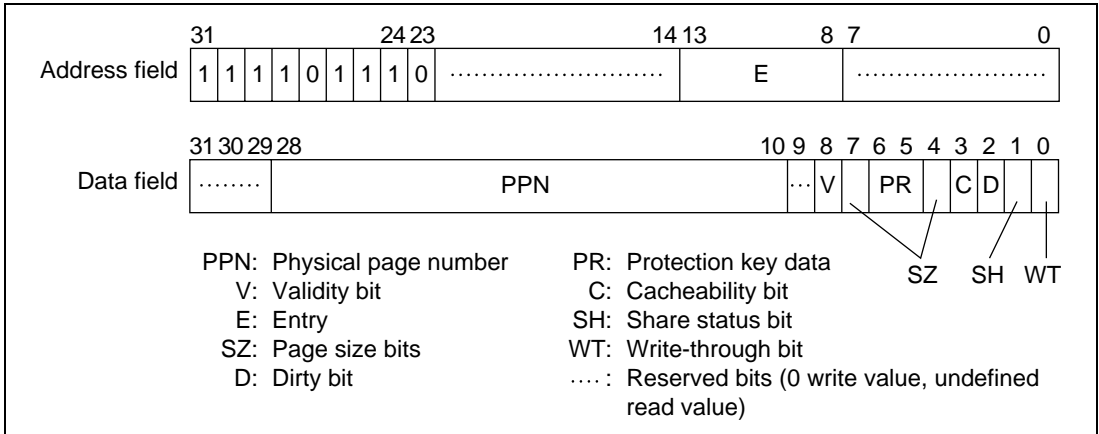 31 24 23 14 13 8 7 0
Address field 1 1 1 1 0 1 1 1 0 ........................... E ........................
31 30 29 28 10 9 8 7 6 5 4 3 2 1 0
Data field ........ PPN ... V PR C D
SZ SH WT
PPN: Physical page number PR: Protection key data
V: Validity bit C: Cacheability bit
E: Entry SH: Share status bit
SZ: Page size bits WT: Write-through bit
D: Dirty bit .... : Reserved bits (0 write value, undefined
read value)